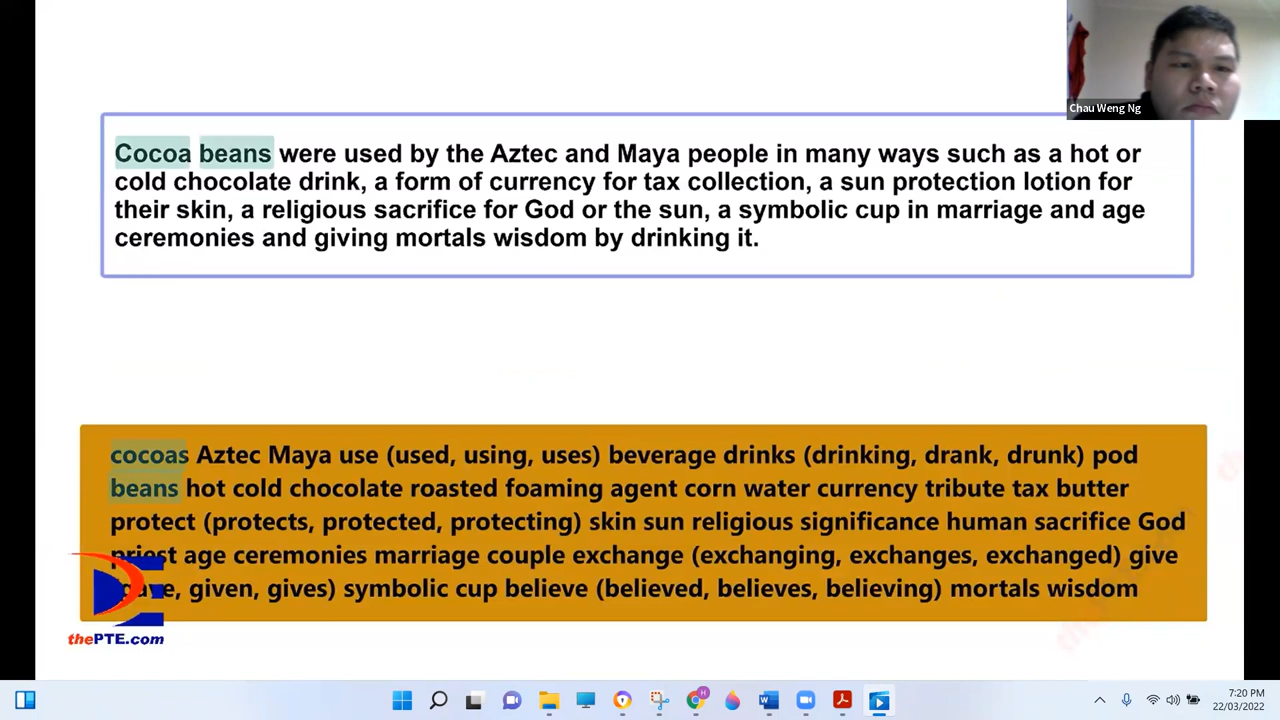 Chau Weng Ng
Cocoa beans were used by the Aztec and Maya people in many ways such as a hot or
cold chocolate drink, a form of currency for tax collection, a sun protection lotion for
their skin, a religious sacrifice for God or the sun, a symbolic cup in marriage and age
ceremonies and giving mortals wisdom by drinking it.
cocoas Aztec Maya use (used, using, uses) beverage drinks (drinking, drank, drunk) pod
beans hot cold chocolate roasted foaming agent corn water currency tribute tax butter
protect (protects, protected, protecting) skin sun religious significance human sacrifice God
priest age ceremonies marriage couple exchange (exchanging, exchanges, exchanged) give
given, gives) symbolic cup believe (believed, believes, believing) mortals wisdom
thePTE.com
7:20 PM
22/03/2022